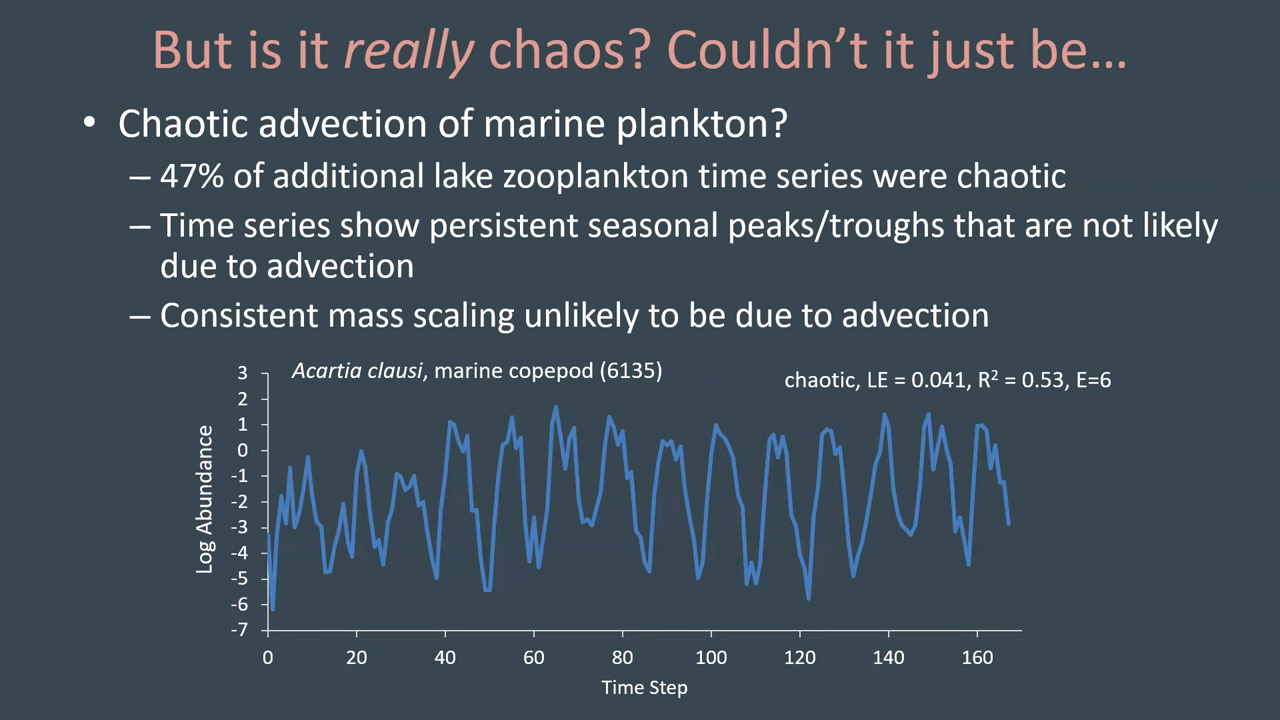 But is it really chaos? Couldn’t it just be…
• Chaotic advection of marine plankton?
– 47% of additional lake zooplankton time series were chaotic
– Time series show persistent seasonal peaks/troughs that are not likely
due to advection
– Consistent mass scaling unlikely to be due to advection
Acartia clausi, marine copepod (6135)
chaotic, LE = 0.041, R² = 0.53, E=6
Log Abundance
3
2
1
0
-1
-2
-3
-4
-5
-6
-7
0 20 40 60 80 100 120 140 160
Time Step